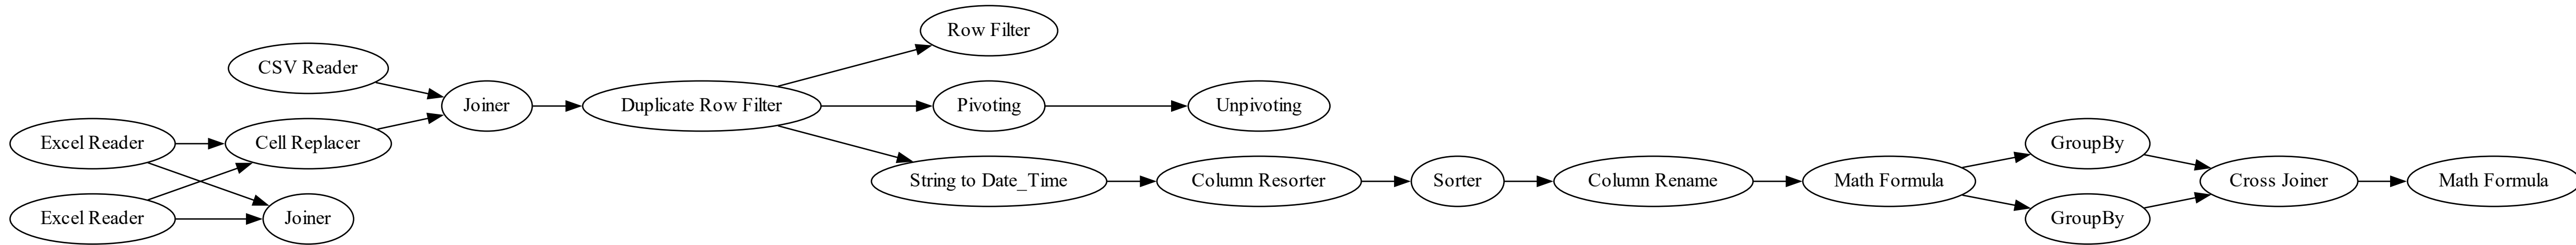 Row Filter
CSV Reader
Joiner
Duplicate Row Filter
Pivoting
Unpivoting
Excel Reader
Cell Replacer
GroupBy
String to Date_Time
Column Resorter
Sorter
Column Rename
Math Formula
Cross Joiner
Math Formula
Excel Reader
Joiner
GroupBy